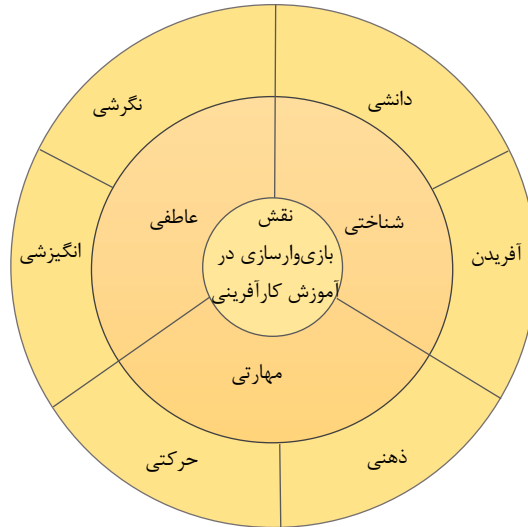 دانشی
نگرشی
شناختی
عاطفی
نقش
بازی‌وارسازی در
آموزش کارآفرینی
آفریدن
انگیزشی
مهارتی
ذهنی
حرکتی